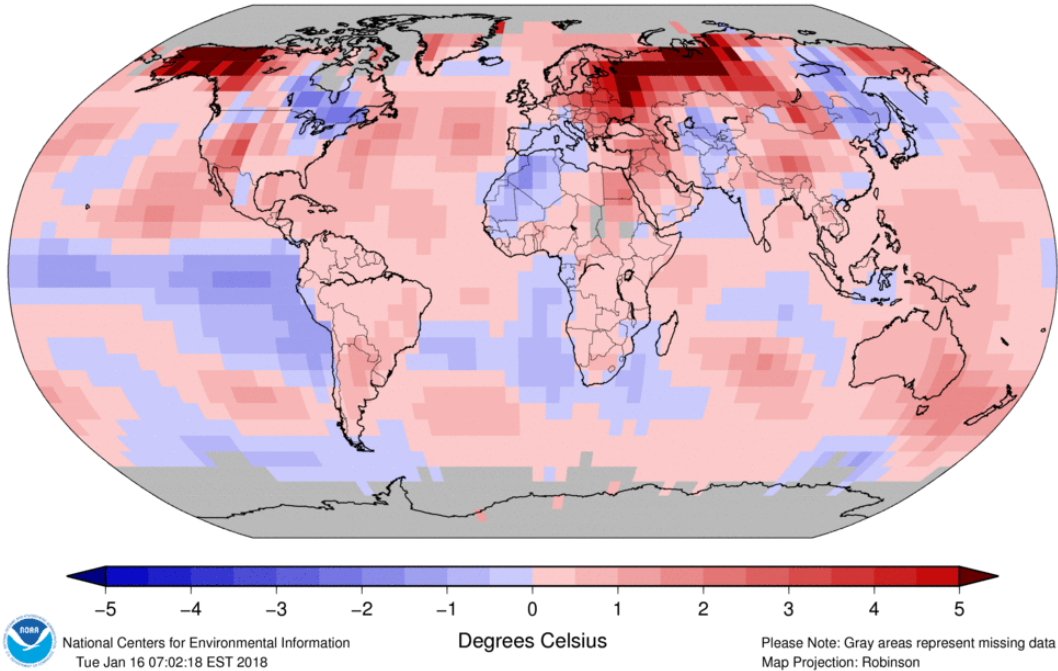 −5 −4 −3 −2 −1 0 1 2 3 4 5
Degrees Celsius
NOAA
National Centers for Environmental Information
Tue Jan 16 07:02:18 EST 2018
Please Note: Gray areas represent missing data
Map Projection: Robinson